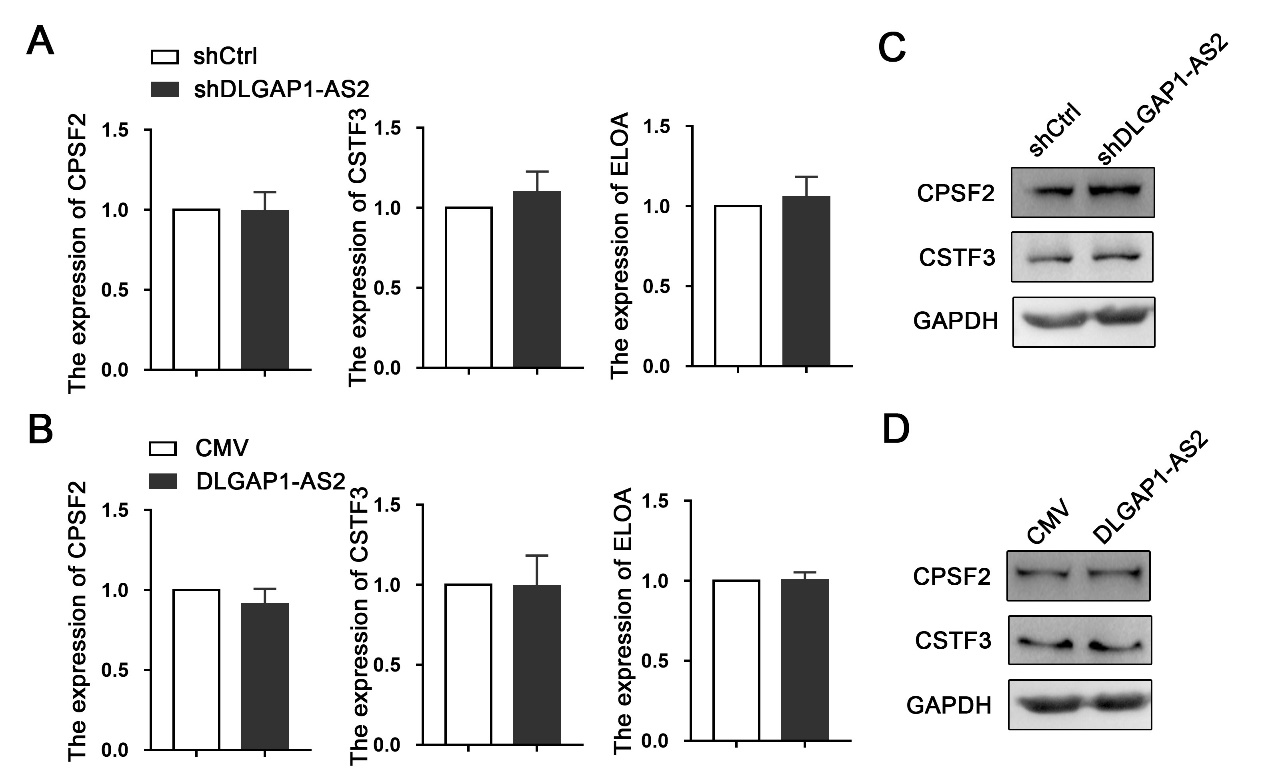 A
shCtrl
shDLGAP1-AS2
The expression of CPSF2
1.5
1.0
0.5
0.0
The expression of CSTF3
1.5
1.0
0.5
0.0
The expression of ELOA
1.5
1.0
0.5
0.0
C
shCtrl
shDLGAP1-AS2
CPSF2
CSTF3
GAPDH
B
CMV
DLGAP1-AS2
The expression of CPSF2
1.5
1.0
0.5
0.0
The expression of CSTF3
1.5
1.0
0.5
0.0
The expression of ELOA
1.5
1.0
0.5
0.0
D
CMV
DLGAP1-AS2
CPSF2
CSTF3
GAPDH